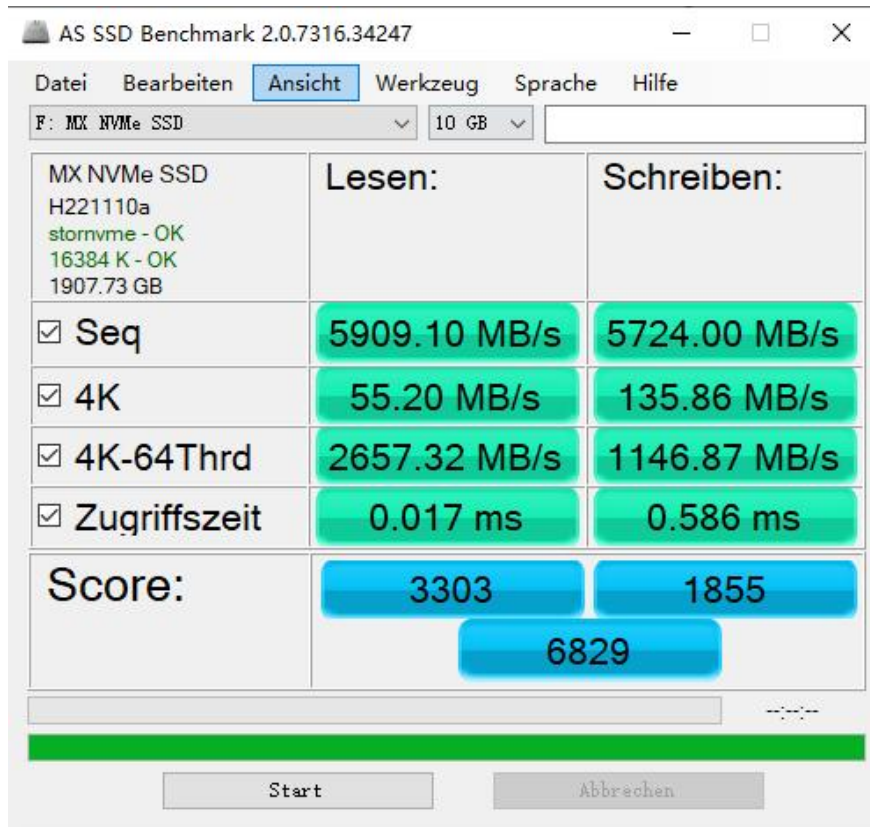 AS SSD Benchmark 2.0.7316.34247
Datei Bearbeiten Ansicht Werkzeug Sprache Hilfe
F: MX NVMe SSD 10 GB
MX NVMe SSD
H221110a
stornvme - OK
16384 K - OK
1907.73 GB
Lesen: Schreiben:
Seq 5909.10 MB/s 5724.00 MB/s
4K 55.20 MB/s 135.86 MB/s
4K-64Thrd 2657.32 MB/s 1146.87 MB/s
Zugriffszeit 0.017 ms 0.586 ms
Score: 3303 1855
6829
--:--:--
Start Abbrechen